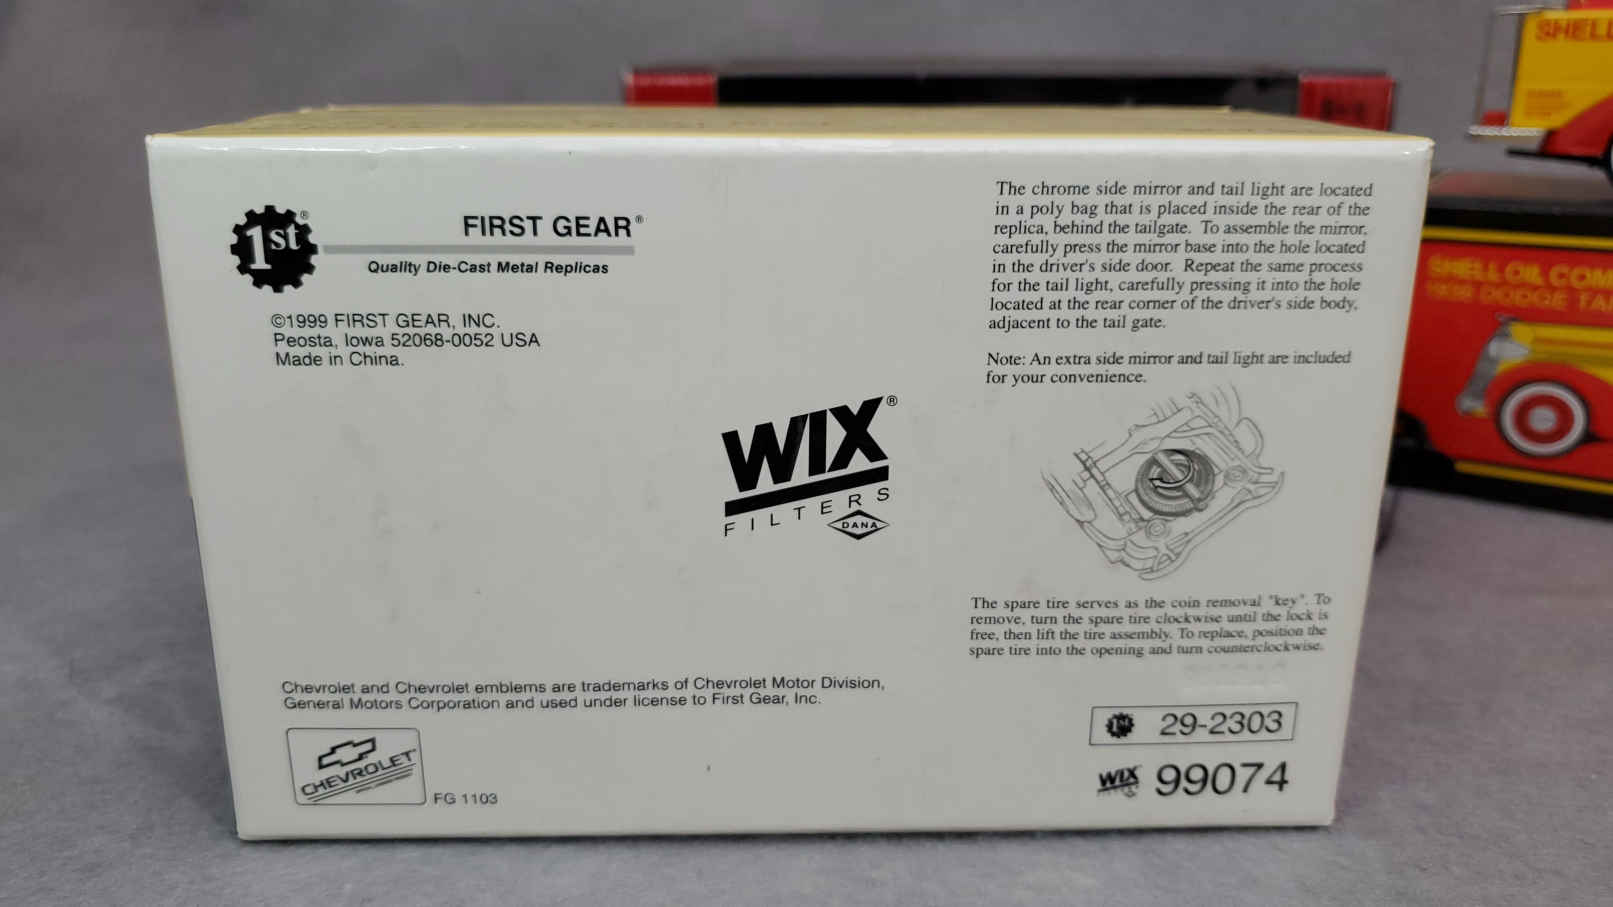 1st®
FIRST GEAR®
Quality Die-Cast Metal Replicas
©1999 FIRST GEAR, INC.
Peosta, Iowa 52068-0052 USA
Made in China.
WIX®
FILTERS
DANA
Chevrolet and Chevrolet emblems are trademarks of Chevrolet Motor Division,
General Motors Corporation and used under license to First Gear, Inc.
CHEVROLET
FG 1103
The chrome side mirror and tail light are located
in a poly bag that is placed inside the rear of the
replica, behind the tailgate. To assemble the mirror,
carefully press the mirror base into the hole located
in the driver's side door. Repeat the same process
for the tail light, carefully pressing it into the hole
located at the rear corner of the driver's side body,
adjacent to the tail gate.
Note: An extra side mirror and tail light are included
for your convenience.
The spare tire serves as the coin removal "key". To
remove, turn the spare tire clockwise until the lock is
free, then lift the tire assembly. To replace, position the
spare tire into the opening and turn counterclockwise.
1st 29-2303
WIX 99074
FILTERS
SHELL
SHELL OIL COM
DODGE